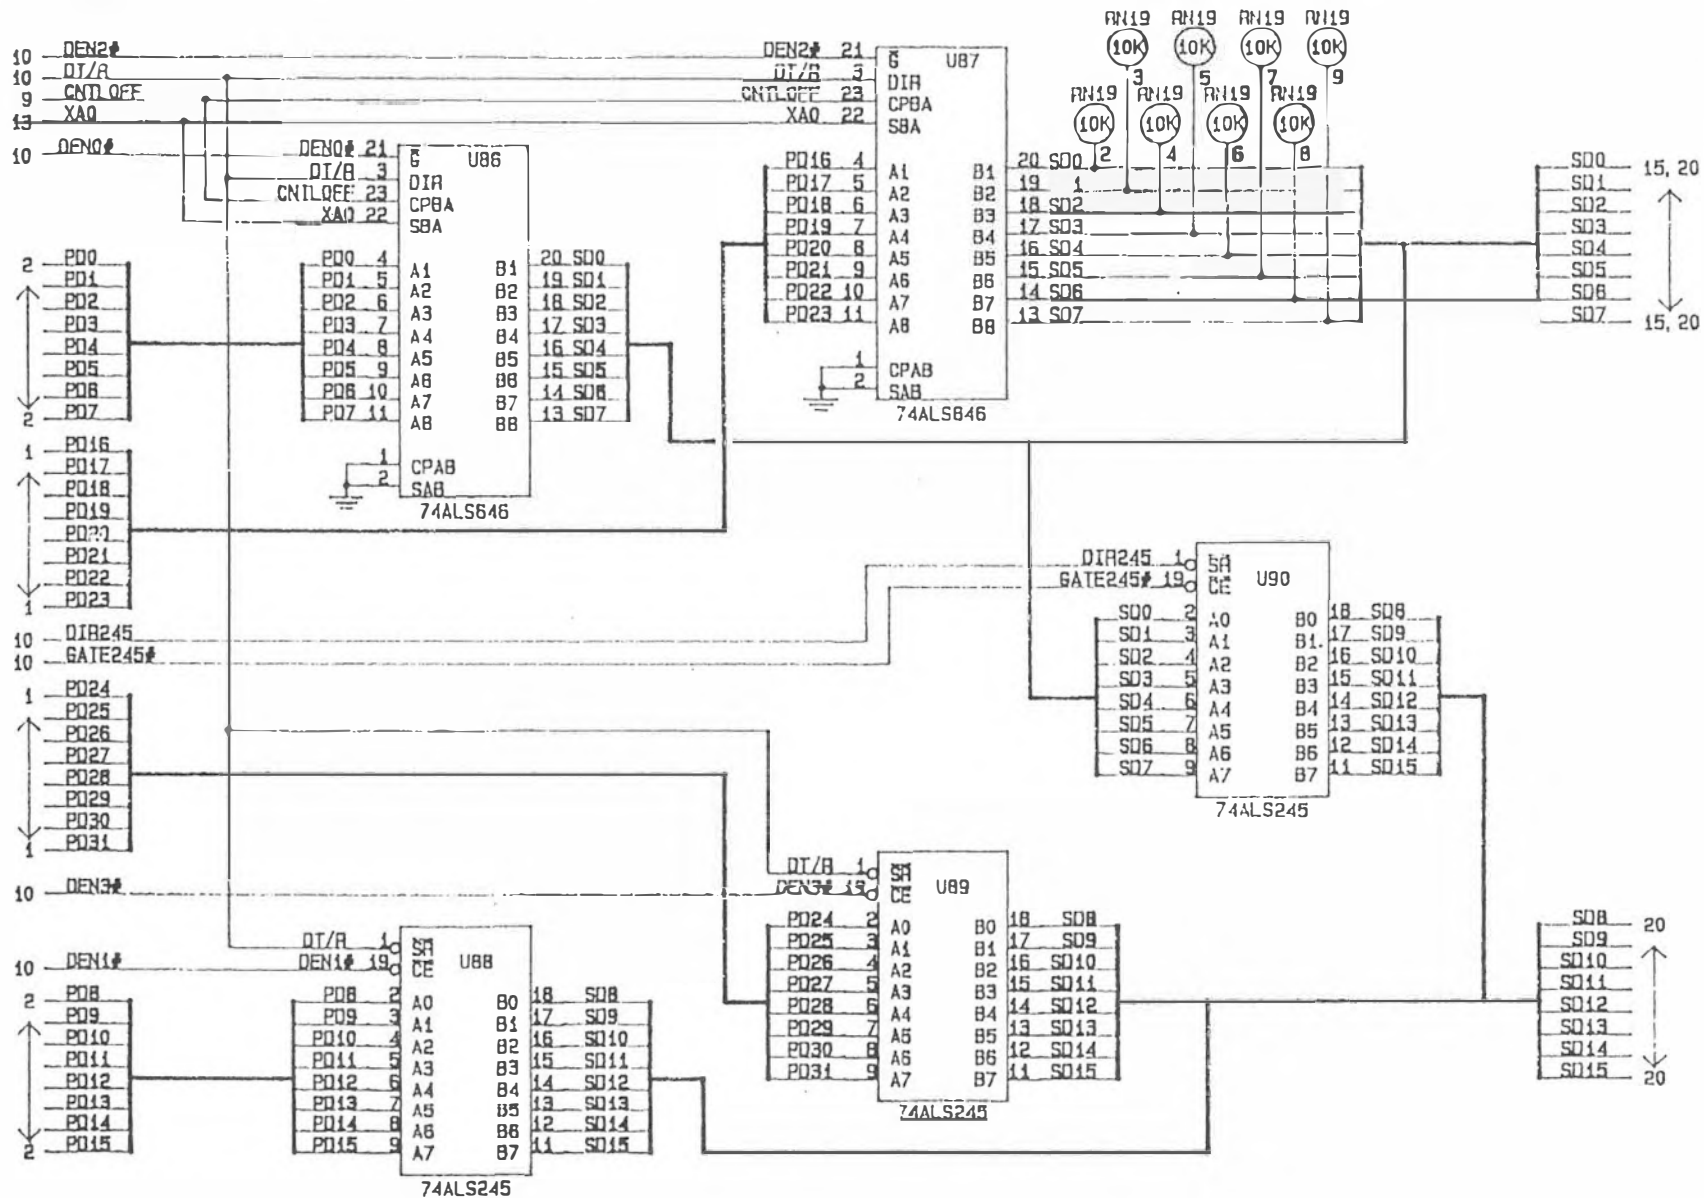 RN19 RN19 RN19 RN19
10K 10K 10K 10K
3 5 7 9
RN19 RN19 RN19 RN19
10K 10K 10K 10K
2 4 6 8
10 DEN2#
10 DT/R
9 CNTLOFF
13 XA0
10 DEN0#
DEN2# 21 G U87
DT/R 3 DIR
CNTLOFF 23 CPBA
XA0 22 SBA
PD16 4 A1 B1 20 SD0
PD17 5 A2 B2 19 1
PD18 6 A3 B3 18 SD2
PD19 7 A4 B4 17 SD3
PD20 8 A5 B5 16 SD4
PD21 9 A6 B6 15 SD5
PD22 10 A7 B7 14 SD6
PD23 11 A8 B8 13 SD7
1 CPAB
2 SAB
74ALS646
SD0 15, 20
SD1
SD2
SD3
SD4
SD5
SD6
SD7 15, 20
DEN0# 21 G U86
DT/R 3 DIR
CNTLOFF 23 CPBA
XA0 22 SBA
PD0 4 A1 B1 20 SD0
PD1 5 A2 B2 19 SD1
PD2 6 A3 B3 18 SD2
PD3 7 A4 B4 17 SD3
PD4 8 A5 B5 16 SD4
PD5 9 A6 B6 15 SD5
PD6 10 A7 B7 14 SD6
PD7 11 A8 B8 13 SD7
1 CPAB
2 SAB
74ALS646
2 PD0
PD1
PD2
PD3
PD4
PD5
PD6
2 PD7
1 PD16
PD17
PD18
PD19
PD20
PD21
PD22
1 PD23
10 DIR245
10 GATE245#
DIR245 1 SR U90
GATE245# 19 CE
SD0 2 A0 B0 18 SD8
SD1 3 A1 B1 17 SD9
SD2 4 A2 B2 16 SD10
SD3 5 A3 B3 15 SD11
SD4 6 A4 B4 14 SD12
SD5 7 A5 B5 13 SD13
SD6 8 A6 B6 12 SD14
SD7 9 A7 B7 11 SD15
74ALS245
1 PD24
PD25
PD26
PD27
PD28
PD29
PD30
1 PD31
10 DEN3#
DT/R 1 SR U89
DEN3# 19 CE
PD24 2 A0 B0 18 SD8
PD25 3 A1 B1 17 SD9
PD26 4 A2 B2 16 SD10
PD27 5 A3 B3 15 SD11
PD28 6 A4 B4 14 SD12
PD29 7 A5 B5 13 SD13
PD30 8 A6 B6 12 SD14
PD31 9 A7 B7 11 SD15
74ALS245
10 DEN1#
DT/R 1 SR U88
DEN1# 19 CE
PD8 2 A0 B0 18 SD8
PD9 3 A1 B1 17 SD9
PD10 4 A2 B2 16 SD10
PD11 5 A3 B3 15 SD11
PD12 6 A4 B4 14 SD12
PD13 7 A5 B5 13 SD13
PD14 8 A6 B6 12 SD14
PD15 9 A7 B7 11 SD15
74ALS245
2 PD8
PD9
PD10
PD11
PD12
PD13
PD14
2 PD15
SD8 20
SD9
SD10
SD11
SD12
SD13
SD14
SD15 20